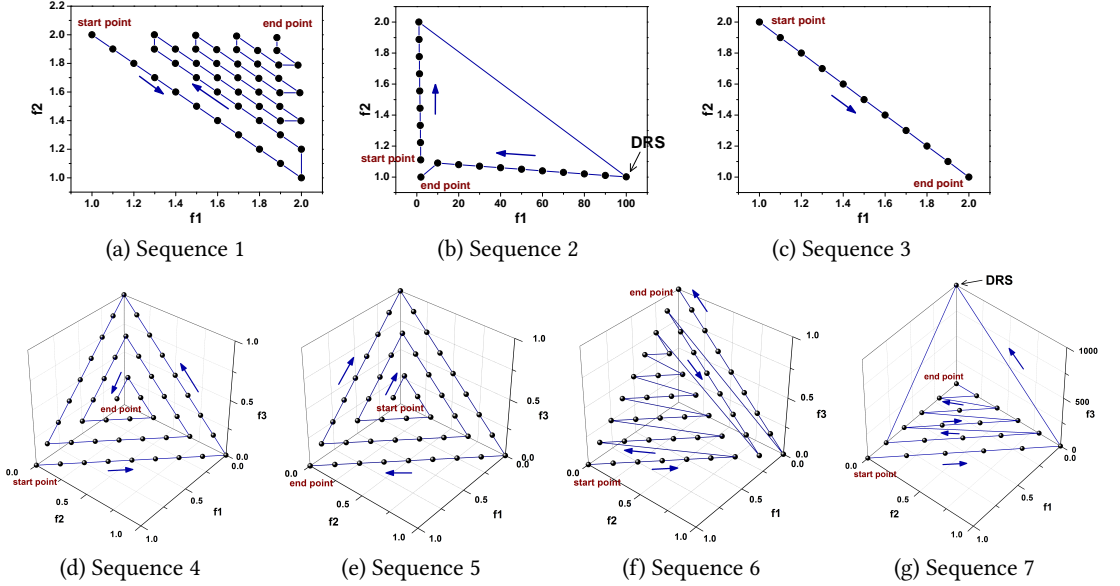 2.2
2.0
1.8
1.6
1.4
1.2
1.0
f2
start point
end point
1.0 1.2 1.4 1.6 1.8 2.0
f1
(a) Sequence 1
2.0
1.8
1.6
1.4
1.2
1.0
f2
start point
end point
DRS
0 20 40 60 80 100
f1
(b) Sequence 2
2.0
1.8
1.6
1.4
1.2
1.0
f2
start point
end point
1.0 1.2 1.4 1.6 1.8 2.0
f1
(c) Sequence 3
1.0
0.5
f3
0.0
end point
0.0
start point
0.5
f2
1.0
1.0
0.5
f1
0.0
(d) Sequence 4
1.0
0.5
f3
0.0
start point
0.0
end point
0.5
f2
1.0
1.0
0.5
f1
0.0
(e) Sequence 5
end point
1.0
0.5
f3
0.0
0.0
start point
0.5
f2
1.0
1.0
0.5
f1
0.0
(f) Sequence 6
DRS
1000
500
f3
0
end point
0.0
start point
0.5
f2
1.0
1.0
0.5
f1
0.0
(g) Sequence 7